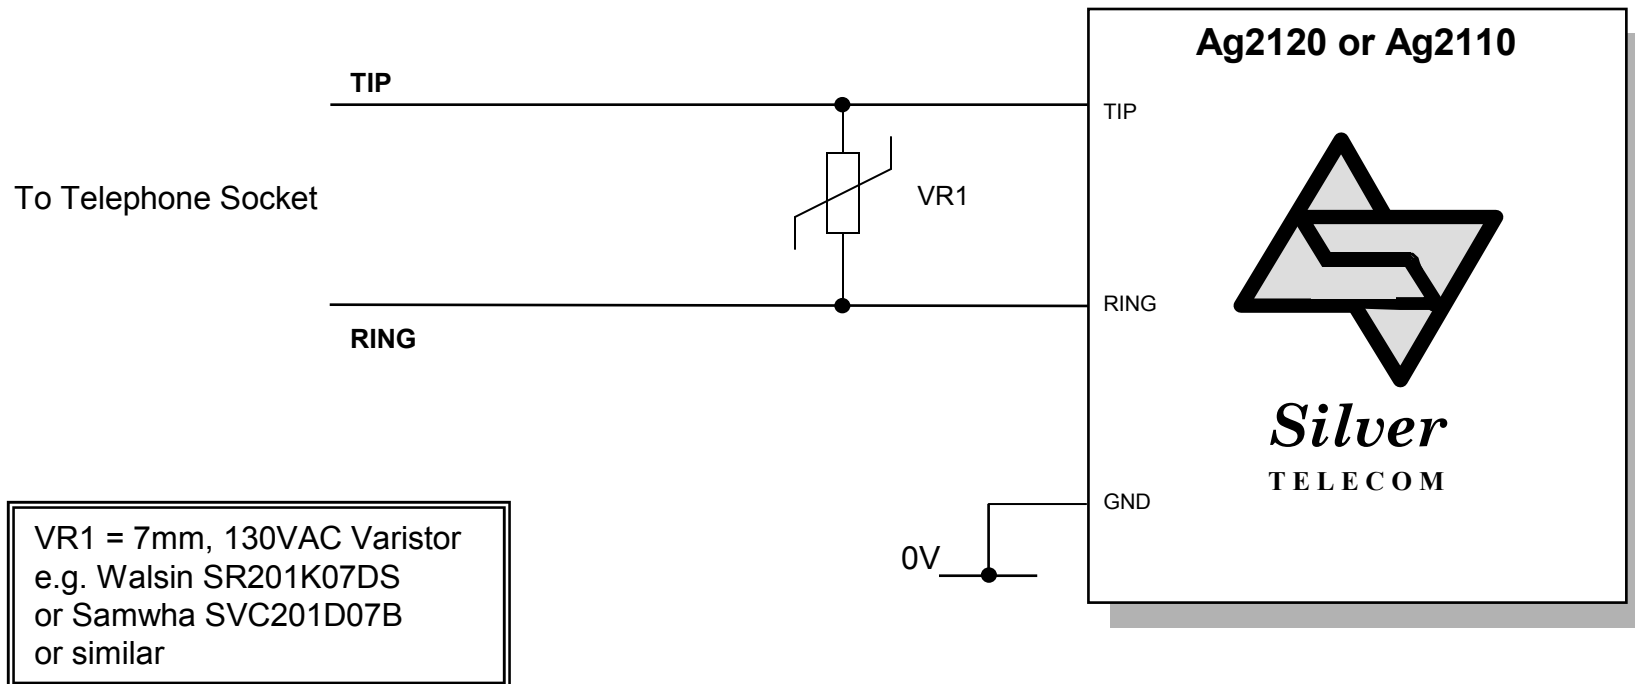 Ag2120 or Ag2110
TIP
TIP
To Telephone Socket
VR1
RING
RING
Silver
TELECOM
GND
0V
VR1 = 7mm, 130VAC Varistor
e.g. Walsin SR201K07DS
or Samwha SVC201D07B
or similar